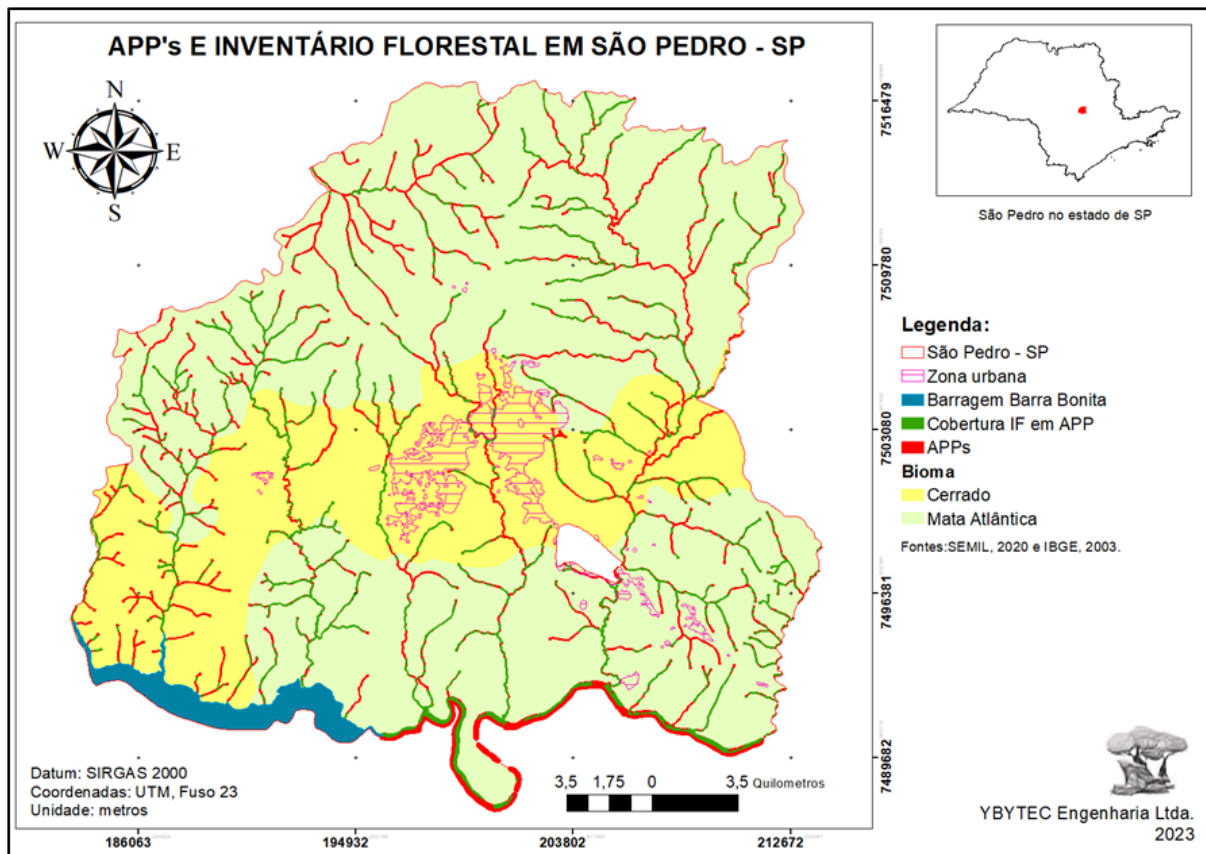 APP's E INVENTÁRIO FLORESTAL EM SÃO PEDRO - SP
N
W
E
S
7516479
7509780
7503080
7496381
7489682
São Pedro no estado de SP
Legenda:
São Pedro - SP
Zona urbana
Barragem Barra Bonita
Cobertura IF em APP
APPs
Bioma
Cerrado
Mata Atlântica
Fontes:SEMIL, 2020 e IBGE, 2003.
Datum: SIRGAS 2000
Coordenadas: UTM, Fuso 23
Unidade: metros
3,5 1,75 0 3,5 Quilometros
YBYTEC Engenharia Ltda.
2023
186063 194932 203802 212672